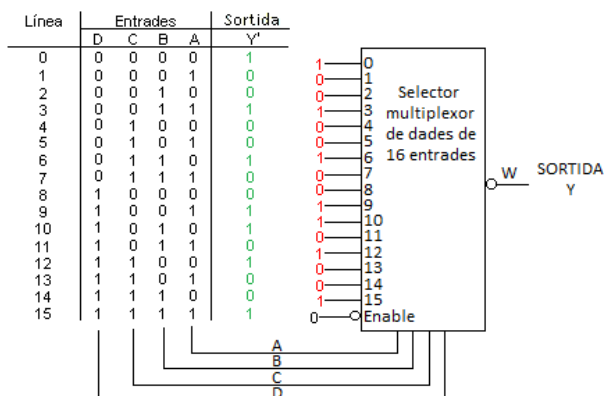 Línea Entrades Sortida
D C B A Y'
0 0 0 0 0 1
1 0 0 0 1 0
2 0 0 1 0 0
3 0 0 1 1 1
4 0 1 0 0 0
5 0 1 0 1 0
6 0 1 1 0 1
7 0 1 1 1 0
8 1 0 0 0 0
9 1 0 0 1 1
10 1 0 1 0 1
11 1 0 1 1 0
12 1 1 0 0 1
13 1 1 0 1 0
14 1 1 1 0 0
15 1 1 1 1 1
1 0
0 1
0 2
1 3
0 4
0 5
1 6
0 7
0 8
1 9
1 10
0 11
1 12
0 13
0 14
1 15
0 Enable
Selector
multiplexor
de dades de
16 entrades
W
SORTIDA
Y
A
B
C
D